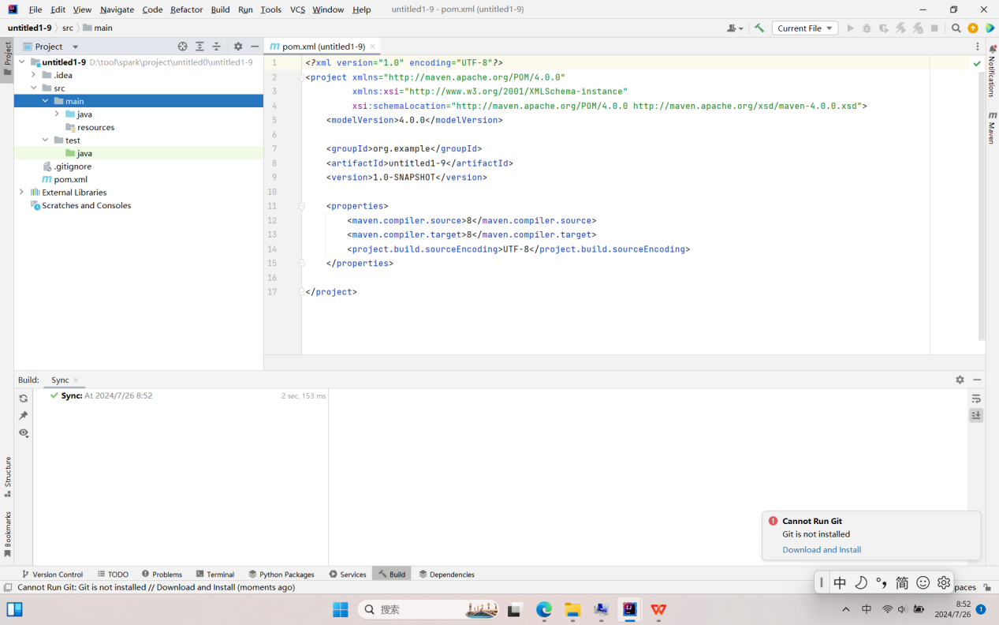 File Edit View Navigate Code Refactor Build Run Tools VCS Window Help untitled1-9 - pom.xml (untitled1-9)
untitled1-9 src main Current File
Project
Project
pom.xml (untitled1-9)
untitled1-9 D:\tool\spark\project\untitled0\untitled1-9
.idea
src
main
java
resources
test
java
.gitignore
pom.xml
External Libraries
Scratches and Consoles
1 <?xml version="1.0" encoding="UTF-8"?>
2 <project xmlns="http://maven.apache.org/POM/4.0.0"
3 xmlns:xsi="http://www.w3.org/2001/XMLSchema-instance"
4 xsi:schemaLocation="http://maven.apache.org/POM/4.0.0 http://maven.apache.org/xsd/maven-4.0.0.xsd">
5 <modelVersion>4.0.0</modelVersion>
6
7 <groupId>org.example</groupId>
8 <artifactId>untitled1-9</artifactId>
9 <version>1.0-SNAPSHOT</version>
10
11 <properties>
12 <maven.compiler.source>8</maven.compiler.source>
13 <maven.compiler.target>8</maven.compiler.target>
14 <project.build.sourceEncoding>UTF-8</project.build.sourceEncoding>
15 </properties>
16
17 </project>
Notifications
m
Maven
Build: Sync
Sync: At 2024/7/26 8:52 2 sec, 153 ms
Structure
Bookmarks
Cannot Run Git
Git is not installed
Download and Install
Version Control TODO Problems Terminal Python Packages Services Build Dependencies
Cannot Run Git: Git is not installed // Download and Install (moments ago)
中 °, 简
paces
搜索
中
8:52
2024/7/26
1